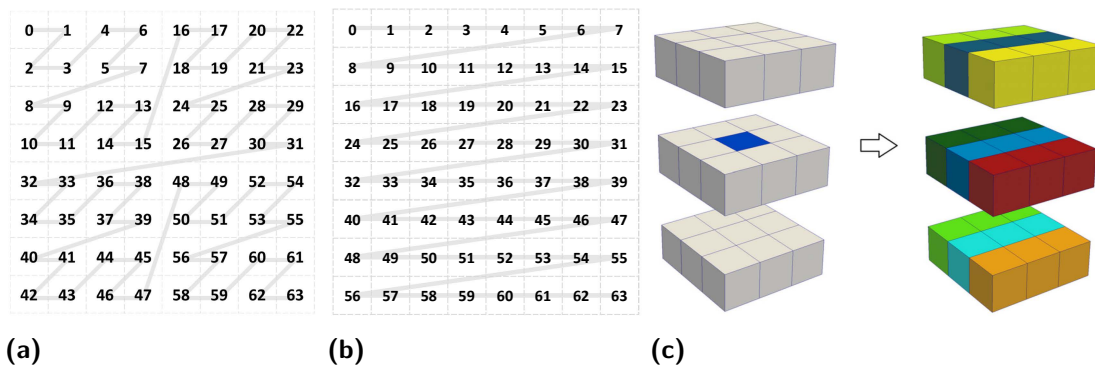 0 1 4 6 16 17 20 22
2 3 5 7 18 19 21 23
8 9 12 13 24 25 28 29
10 11 14 15 26 27 30 31
32 33 36 38 48 49 52 54
34 35 37 39 50 51 53 55
40 41 44 45 56 57 60 61
42 43 46 47 58 59 62 63
(a)
0 1 2 3 4 5 6 7
8 9 10 11 12 13 14 15
16 17 18 19 20 21 22 23
24 25 26 27 28 29 30 31
32 33 34 35 36 37 38 39
40 41 42 43 44 45 46 47
48 49 50 51 52 53 54 55
56 57 58 59 60 61 62 63
(b)
(c)